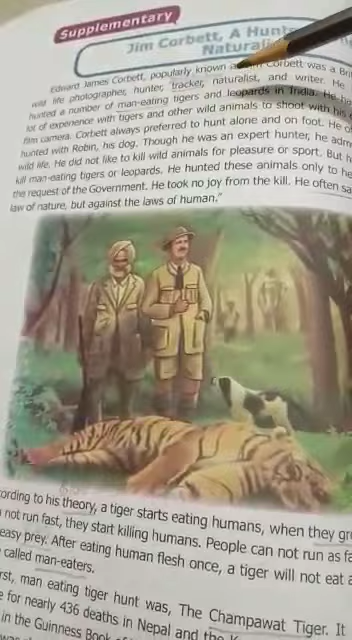 Supplementary
Jim Corbett, A Hunt
Natural
Edward James Corbett, popularly known a Corbett was a Bri
wild life photographer, hunter, tracker, naturalist, and writer. He
hunted a number of man-eating tigers and leopards in India. He
lot of experience with tigers and other wild animals to shoot with his
film camera. Corbett always preferred to hunt alone and on foot. He o
hunted with Robin, his dog. Though he was an expert hunter, he adm
wild life. He did not like to kill wild animals for pleasure or sport. But h
kill man-eating tigers or leopards. He hunted these animals only to he
the request of the Government. He took no joy from the kill. He often sa
law of nature, but against the laws of human."
ording to his theory, a tiger starts eating humans, when they gr
not run fast, they start killing humans. People can not run as fa
easy prey. After eating human flesh once, a tiger will not eat a
called man-eaters.
rst, man eating tiger hunt was, The Champawat Tiger. It
e for nearly 436 deaths in Nepal and the
in the Guinness Book of